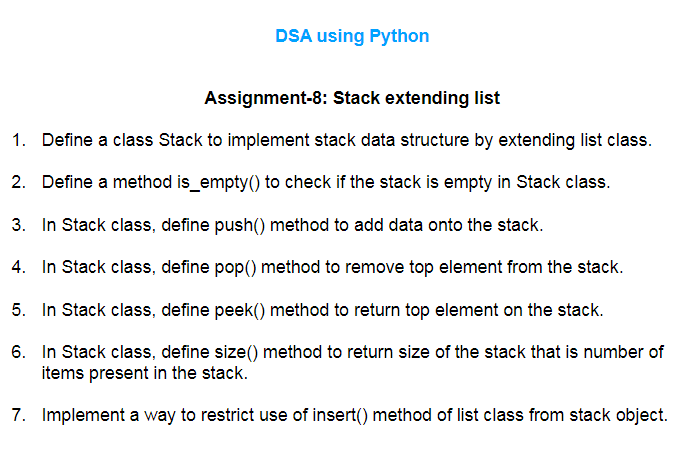 DSA using Python
Assignment-8: Stack extending list
1. Define a class Stack to implement stack data structure by extending list class.
2. Define a method is_empty() to check if the stack is empty in Stack class.
3. In Stack class, define push() method to add data onto the stack.
4. In Stack class, define pop() method to remove top element from the stack.
5. In Stack class, define peek() method to return top element on the stack.
6. In Stack class, define size() method to return size of the stack that is number of
items present in the stack.
7. Implement a way to restrict use of insert() method of list class from stack object.